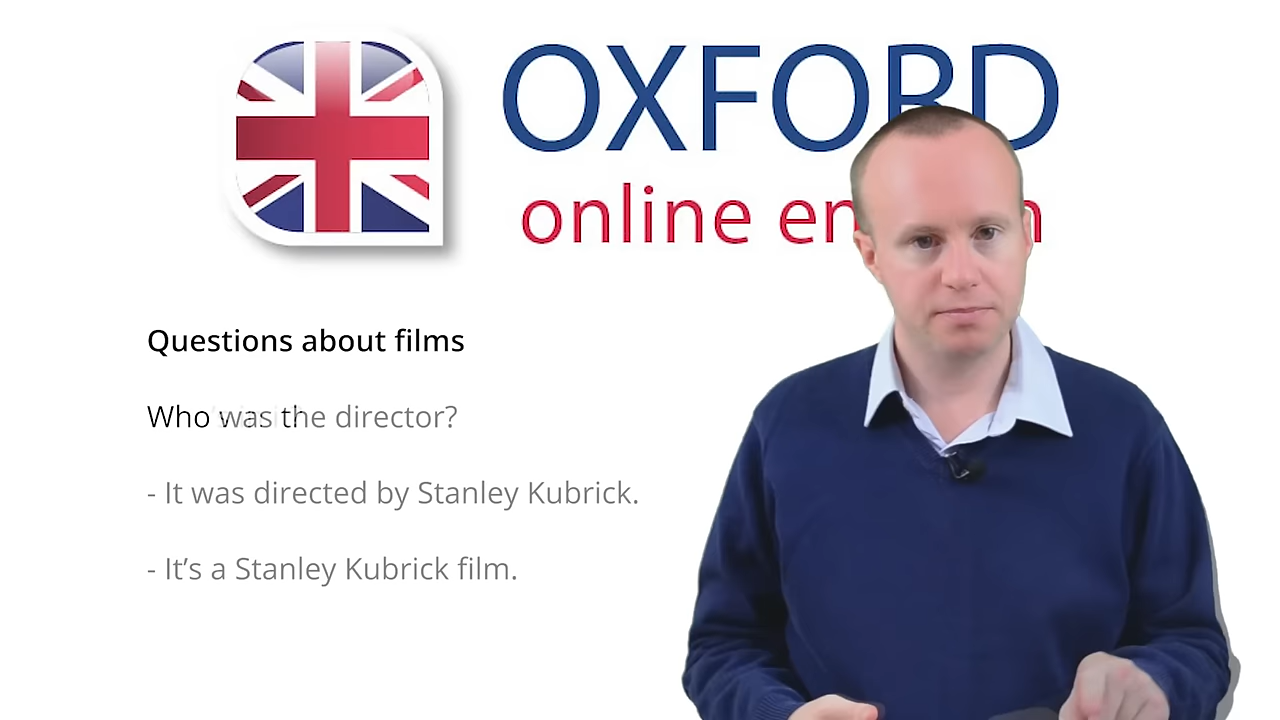 OXFORD
online en
Questions about films
Who was the director?
- It was directed by Stanley Kubrick.
- It’s a Stanley Kubrick film.